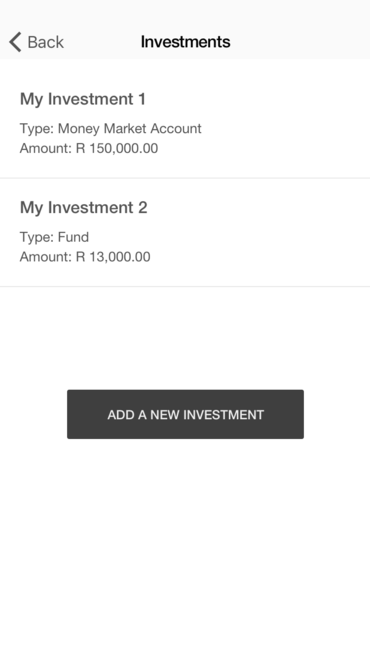 Back
Investments
My Investment 1
Type: Money Market Account
Amount: R 150,000.00
My Investment 2
Type: Fund
Amount: R 13,000.00
ADD A NEW INVESTMENT